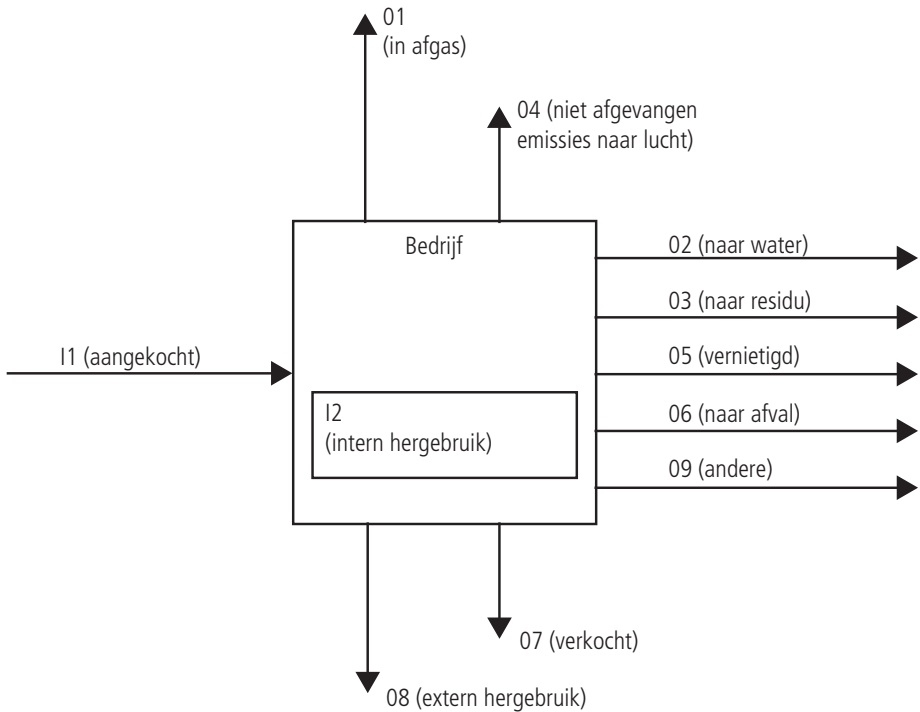 01
(in afgas)
04 (niet afgevangen
emissies naar lucht)
Bedrijf
02 (naar water)
03 (naar residu)
I1 (aangekocht)
05 (vernietigd)
I2
(intern hergebruik)
06 (naar afval)
09 (andere)
07 (verkocht)
08 (extern hergebruik)